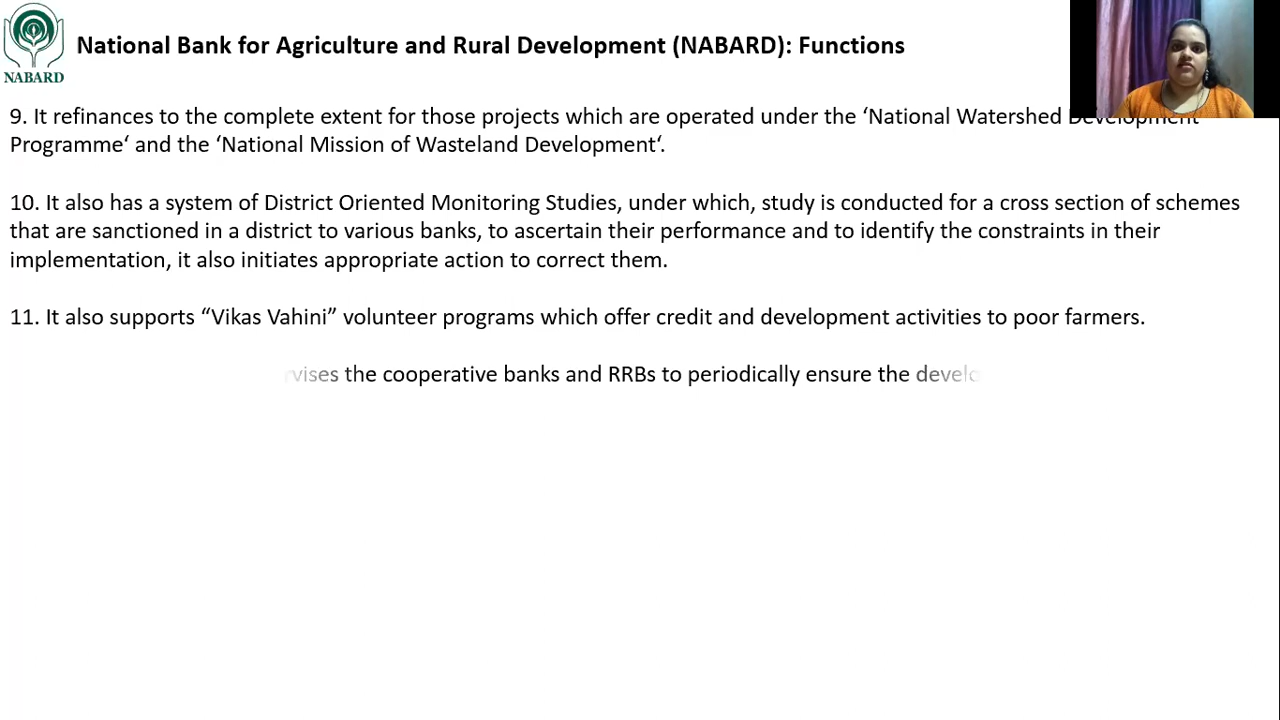 NABARD
National Bank for Agriculture and Rural Development (NABARD): Functions
9. It refinances to the complete extent for those projects which are operated under the ‘National Watershed Development
Programme‘ and the ‘National Mission of Wasteland Development‘.
10. It also has a system of District Oriented Monitoring Studies, under which, study is conducted for a cross section of schemes
that are sanctioned in a district to various banks, to ascertain their performance and to identify the constraints in their
implementation, it also initiates appropriate action to correct them.
11. It also supports “Vikas Vahini” volunteer programs which offer credit and development activities to poor farmers.
the cooperative banks and RRBs to periodically ensure the